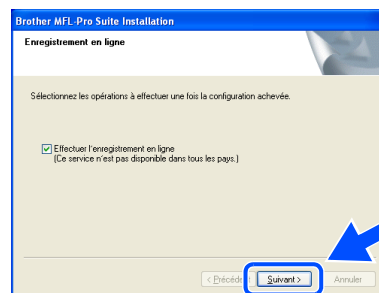 Brother MFL-Pro Suite Installation
Enregistrement en ligne
Sélectionnez les opérations à effectuer une fois la configuration achevée.
Effectuer l'enregistrement en ligne
(Ce service n'est pas disponible dans tous les pays.)
< Précéde Suivant > Annuler